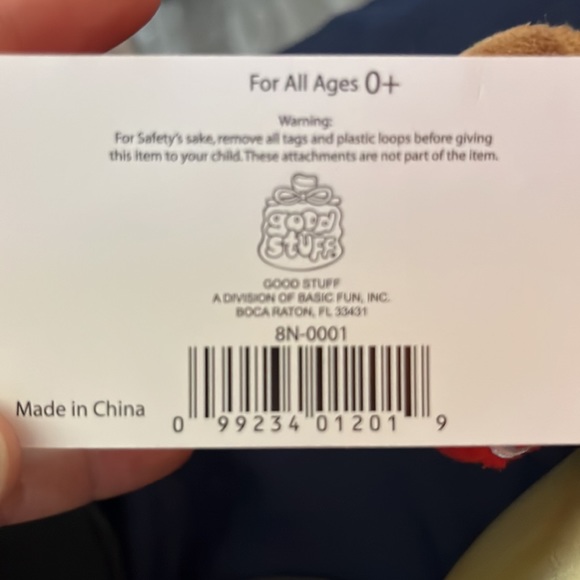 For All Ages 0+
Warning:
For Safety's sake, remove all tags and plastic loops before giving
this item to your child. These attachments are not part of the item.
good
STUFF
GOOD STUFF
A DIVISION OF BASIC FUN, INC.
BOCA RATON, FL 33431
8N-0001
Made in China
0 99234 01201 9